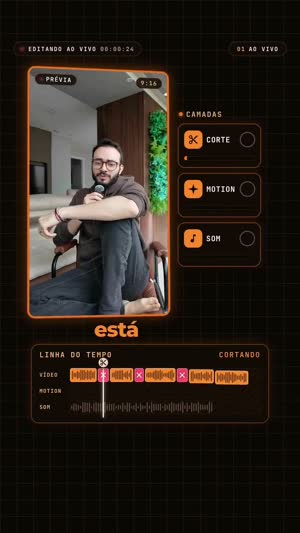 EDITANDO AO VIVO 00:00:24
01 AO VIVO
PRÉVIA
9:16
CAMADAS
CORTE
MOTION
SOM
está
LINHA DO TEMPO
CORTANDO
VÍDEO
MOTION
SOM